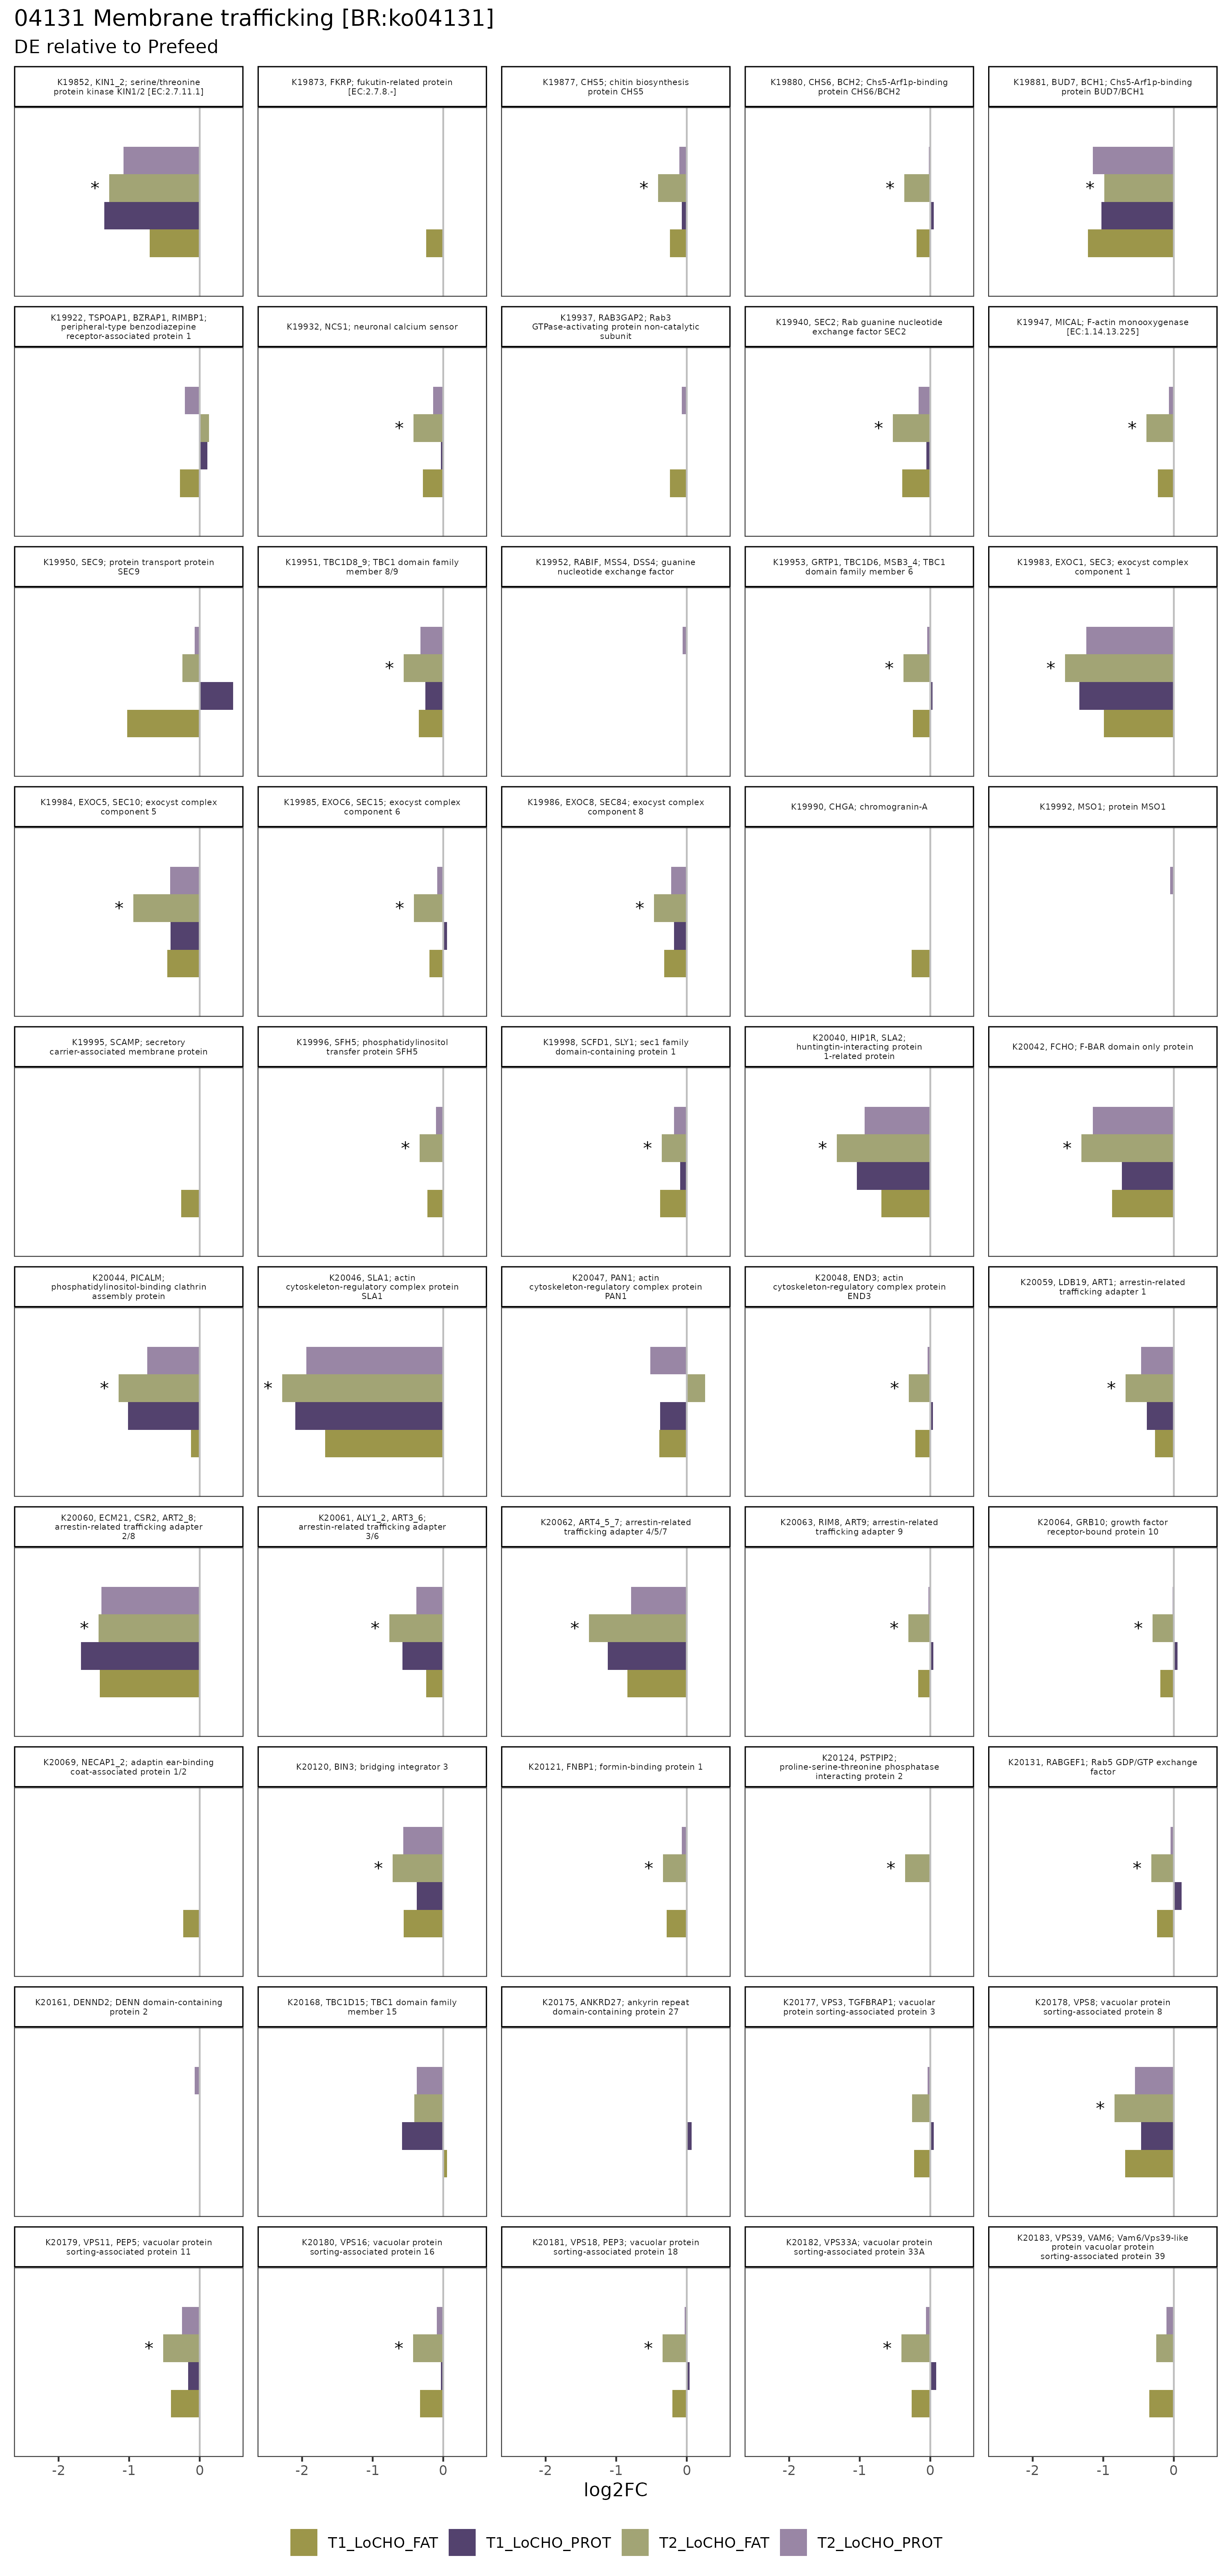 04131 Membrane trafficking [BR:ko04131]
DE relative to Prefeed
K19852, KIN1_2; serine/threonine
protein kinase KIN1/2 [EC:2.7.11.1]
K19873, FKRP; fukutin-related protein
[EC:2.7.8.-]
K19877, CHS5; chitin biosynthesis
protein CHS5
K19880, CHS6, BCH2; Chs5-Arf1p-binding
protein CHS6/BCH2
K19881, BUD7, BCH1; Chs5-Arf1p-binding
protein BUD7/BCH1
*
*
*
*
K19922, TSPOAP1, BZRAP1, RIMBP1;
peripheral-type benzodiazepine
receptor-associated protein 1
K19932, NCS1; neuronal calcium sensor
K19937, RAB3GAP2; Rab3
GTPase-activating protein non-catalytic
subunit
K19940, SEC2; Rab guanine nucleotide
exchange factor SEC2
K19947, MICAL; F-actin monooxygenase
[EC:1.14.13.225]
*
*
*
K19950, SEC9; protein transport protein
SEC9
K19951, TBC1D8_9; TBC1 domain family
member 8/9
K19952, RABIF, MSS4, DSS4; guanine
nucleotide exchange factor
K19953, GRTP1, TBC1D6, MSB3_4; TBC1
domain family member 6
K19983, EXOC1, SEC3; exocyst complex
component 1
*
*
*
K19984, EXOC5, SEC10; exocyst complex
component 5
K19985, EXOC6, SEC15; exocyst complex
component 6
K19986, EXOC8, SEC84; exocyst complex
component 8
K19990, CHGA; chromogranin-A
K19992, MSO1; protein MSO1
*
*
*
K19995, SCAMP; secretory
carrier-associated membrane protein
K19996, SFH5; phosphatidylinositol
transfer protein SFH5
K19998, SCFD1, SLY1; sec1 family
domain-containing protein 1
K20040, HIP1R, SLA2;
huntingtin-interacting protein
1-related protein
K20042, FCHO; F-BAR domain only protein
*
*
*
*
K20044, PICALM;
phosphatidylinositol-binding clathrin
assembly protein
K20046, SLA1; actin
cytoskeleton-regulatory complex protein
SLA1
K20047, PAN1; actin
cytoskeleton-regulatory complex protein
PAN1
K20048, END3; actin
cytoskeleton-regulatory complex protein
END3
K20059, LDB19, ART1; arrestin-related
trafficking adapter 1
*
*
*
*
K20060, ECM21, CSR2, ART2_8;
arrestin-related trafficking adapter
2/8
K20061, ALY1_2, ART3_6;
arrestin-related trafficking adapter
3/6
K20062, ART4_5_7; arrestin-related
trafficking adapter 4/5/7
K20063, RIM8, ART9; arrestin-related
trafficking adapter 9
K20064, GRB10; growth factor
receptor-bound protein 10
*
*
*
*
*
K20069, NECAP1_2; adaptin ear-binding
coat-associated protein 1/2
K20120, BIN3; bridging integrator 3
K20121, FNBP1; formin-binding protein 1
K20124, PSTPIP2;
proline-serine-threonine phosphatase
interacting protein 2
K20131, RABGEF1; Rab5 GDP/GTP exchange
factor
*
*
*
*
K20161, DENND2; DENN domain-containing
protein 2
K20168, TBC1D15; TBC1 domain family
member 15
K20175, ANKRD27; ankyrin repeat
domain-containing protein 27
K20177, VPS3, TGFBRAP1; vacuolar
protein sorting-associated protein 3
K20178, VPS8; vacuolar protein
sorting-associated protein 8
*
K20179, VPS11, PEP5; vacuolar protein
sorting-associated protein 11
K20180, VPS16; vacuolar protein
sorting-associated protein 16
K20181, VPS18, PEP3; vacuolar protein
sorting-associated protein 18
K20182, VPS33A; vacuolar protein
sorting-associated protein 33A
K20183, VPS39, VAM6; Vam6/Vps39-like
protein vacuolar protein
sorting-associated protein 39
*
*
*
*
-2 -1 0 -2 -1 0 -2 -1 0 -2 -1 0 -2 -1 0
log2FC
T1_LoCHO_FAT T1_LoCHO_PROT T2_LoCHO_FAT T2_LoCHO_PROT